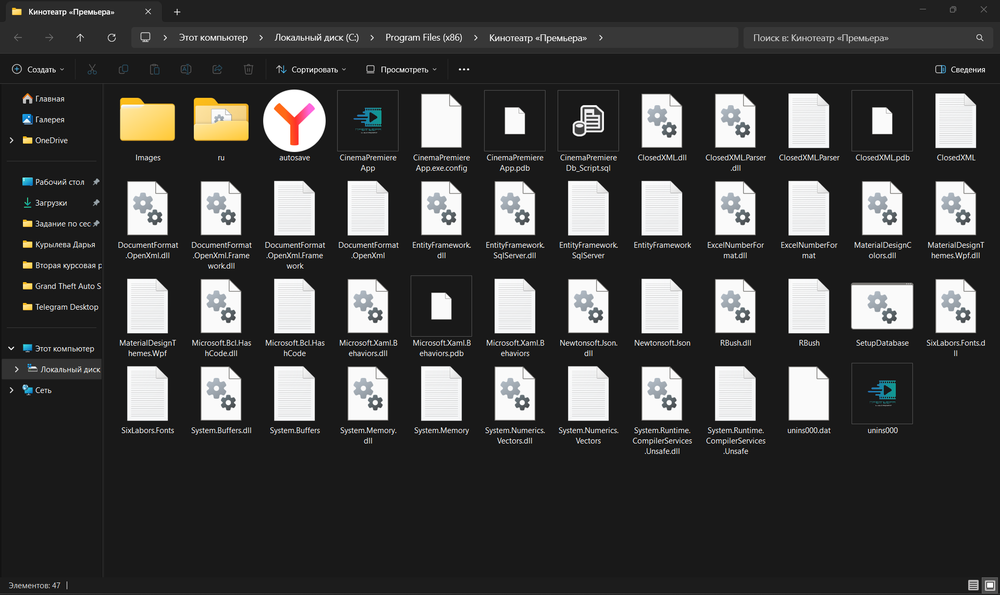 Кинотеатр «Премьера»
Этот компьютер
Локальный диск (C:)
Program Files (x86)
Кинотеатр «Премьера»
Поиск в: Кинотеатр «Премьера»
Создать
Сортировать
Просмотреть
Сведения
Главная
Галерея
OneDrive
Рабочий стол
Загрузки
Задание по сес
Курылева Дарья
Вторая курсовая р
Grand Theft Auto S
Telegram Desktop
Этот компьютер
Локальный диск
Сеть
Images
ru
autosave
CinemaPremiere
App
CinemaPremiere
App.exe.config
CinemaPremiere
App.pdb
CinemaPremiere
Db_Script.sql
ClosedXML.dll
ClosedXML.Parser
.dll
ClosedXML.Parser
ClosedXML.pdb
ClosedXML
DocumentFormat
.OpenXml.dll
DocumentFormat
.OpenXml.Frame
work.dll
DocumentFormat
.OpenXml.Frame
work
DocumentFormat
.OpenXml
EntityFramework.
dll
EntityFramework.
SqlServer.dll
EntityFramework.
SqlServer
EntityFramework
ExcelNumberFor
mat.dll
ExcelNumberFor
mat
MaterialDesignC
olors.dll
MaterialDesignT
hemes.Wpf.dll
MaterialDesignT
hemes.Wpf
Microsoft.Bcl.Has
hCode.dll
Microsoft.Bcl.Has
hCode
Microsoft.Xaml.B
ehaviors.dll
Microsoft.Xaml.B
ehaviors.pdb
Microsoft.Xaml.B
ehaviors
Newtonsoft.Json.
dll
Newtonsoft.Json
RBush.dll
RBush
SetupDatabase
SixLabors.Fonts.d
ll
SixLabors.Fonts
System.Buffers.dll
System.Buffers
System.Memory.
dll
System.Memory
System.Numerics.
Vectors.dll
System.Numerics.
Vectors
System.Runtime.
CompilerServices
.Unsafe.dll
System.Runtime.
CompilerServices
.Unsafe
unins000.dat
unins000
Элементов: 47